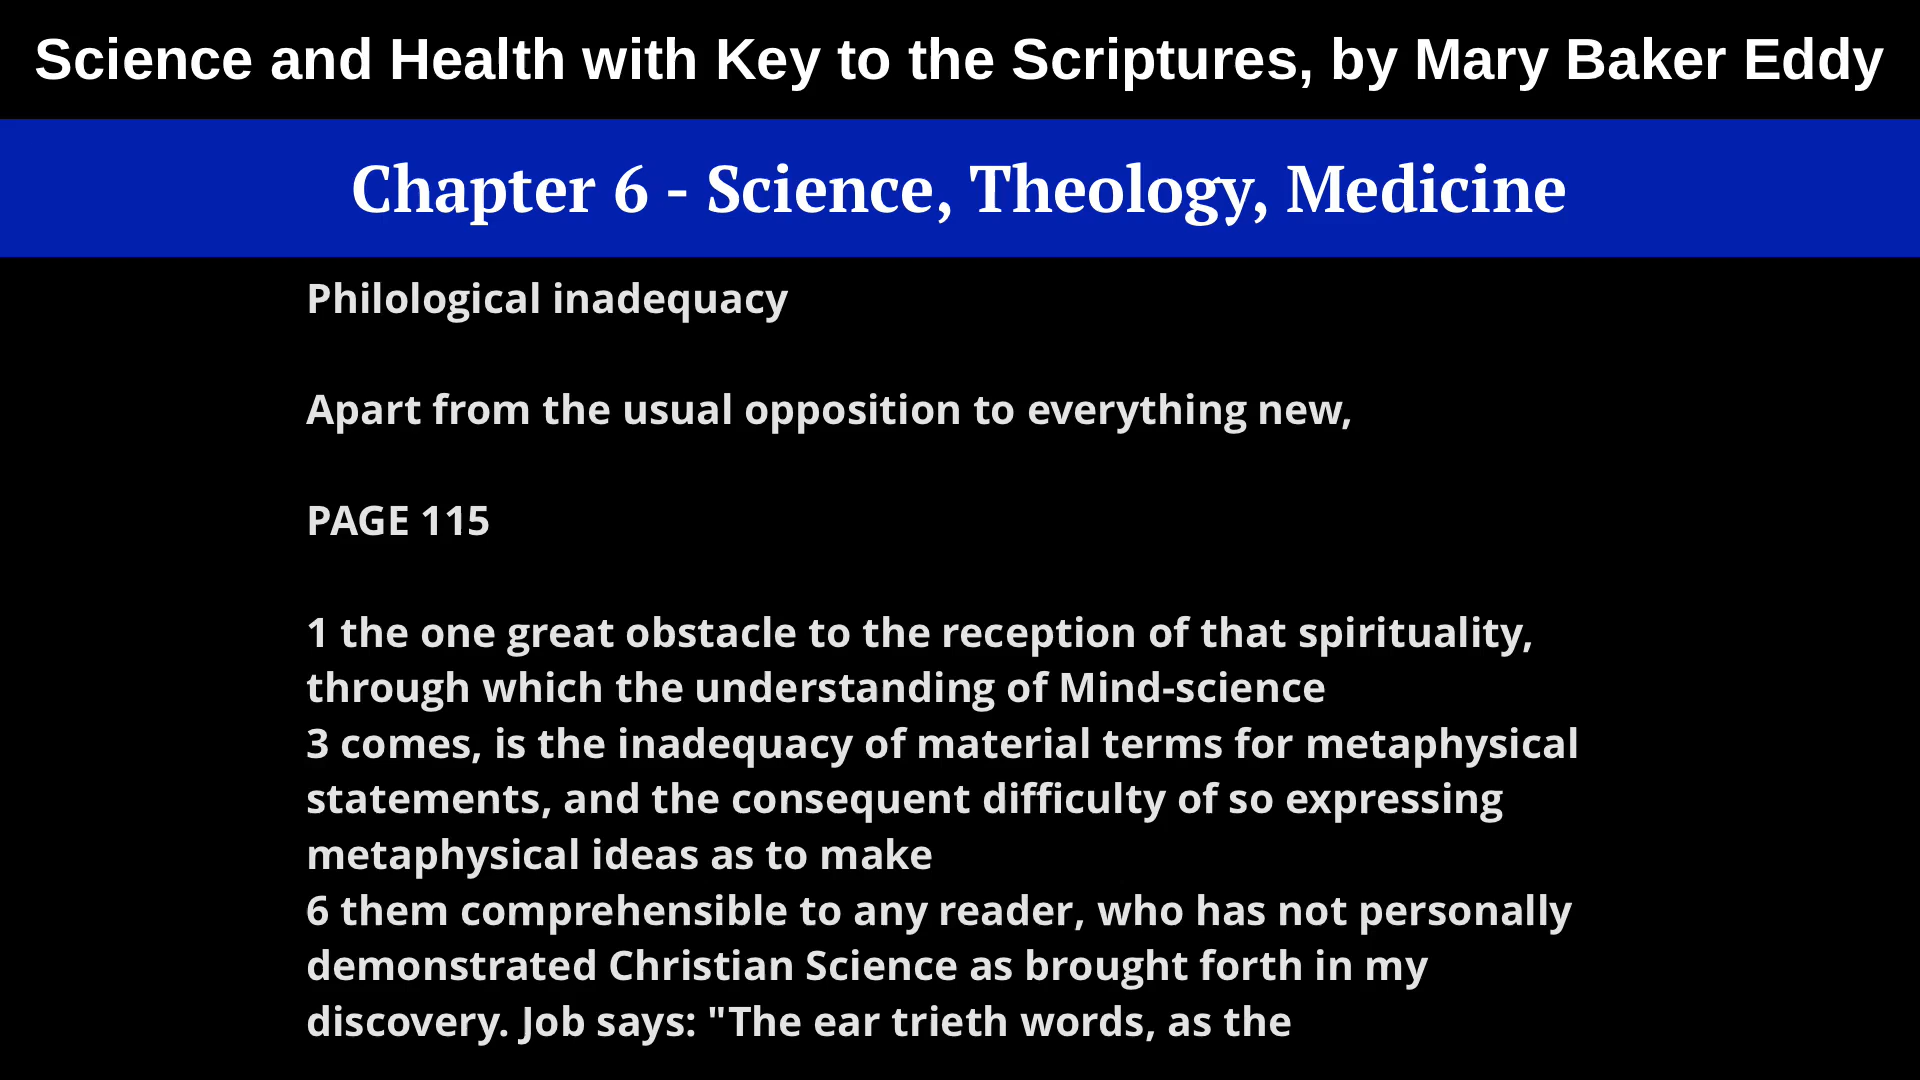 Science and Health with Key to the Scriptures, by Mary Baker Eddy
Chapter 6 - Science, Theology, Medicine
Philological inadequacy
Apart from the usual opposition to everything new,
PAGE 115
1 the one great obstacle to the reception of that spirituality,
through which the understanding of Mind-science
3 comes, is the inadequacy of material terms for metaphysical
statements, and the consequent difficulty of so expressing
metaphysical ideas as to make
6 them comprehensible to any reader, who has not personally
demonstrated Christian Science as brought forth in my
discovery. Job says: "The ear trieth words, as the